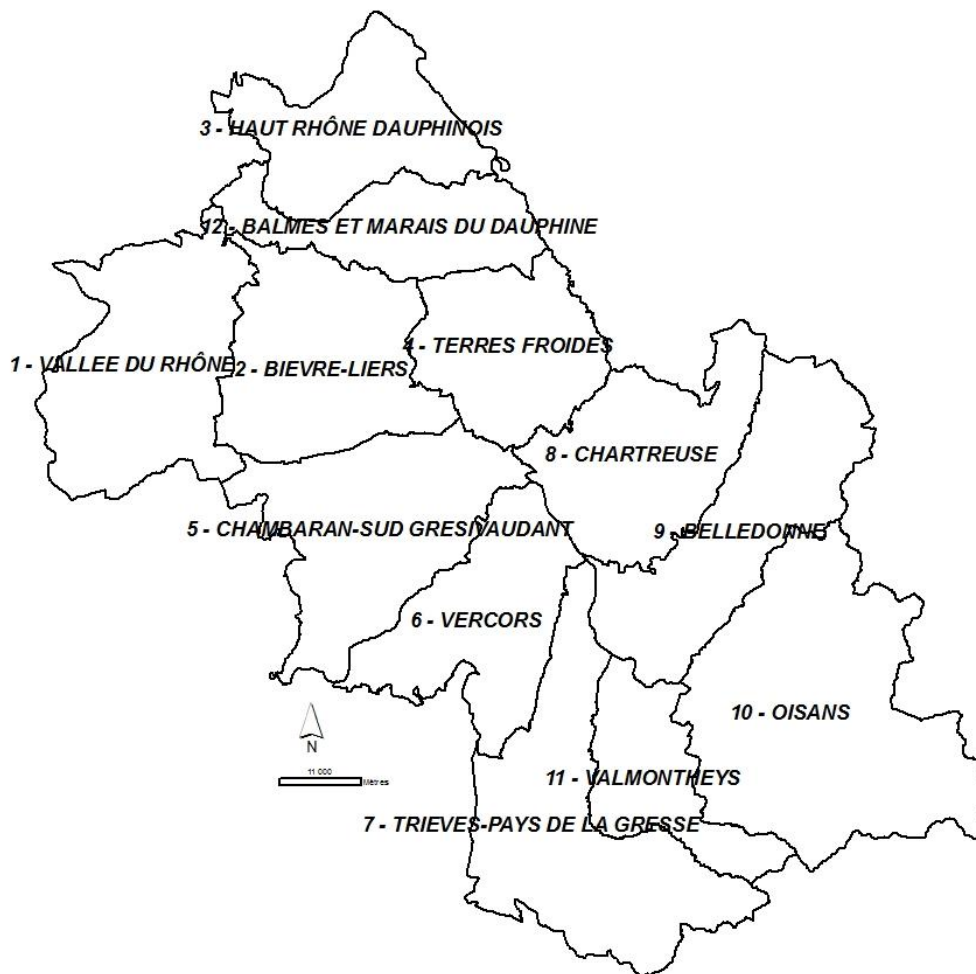 3 - HAUT RHÔNE DAUPHINOIS
12 - BALMES ET MARAIS DU DAUPHINE
4 - TERRES FROIDES
1 - VALLEE DU RHÔNE
2 - BIEVRE-LIERS
8 - CHARTREUSE
5 - CHAMBARAN-SUD GRESIVAUDANT
9 - BELLEDONNE
6 - VERCORS
10 - OISANS
N
11 000
Mètres
11 - VALMONTHEYS
7 - TRIEVES-PAYS DE LA GRESSE